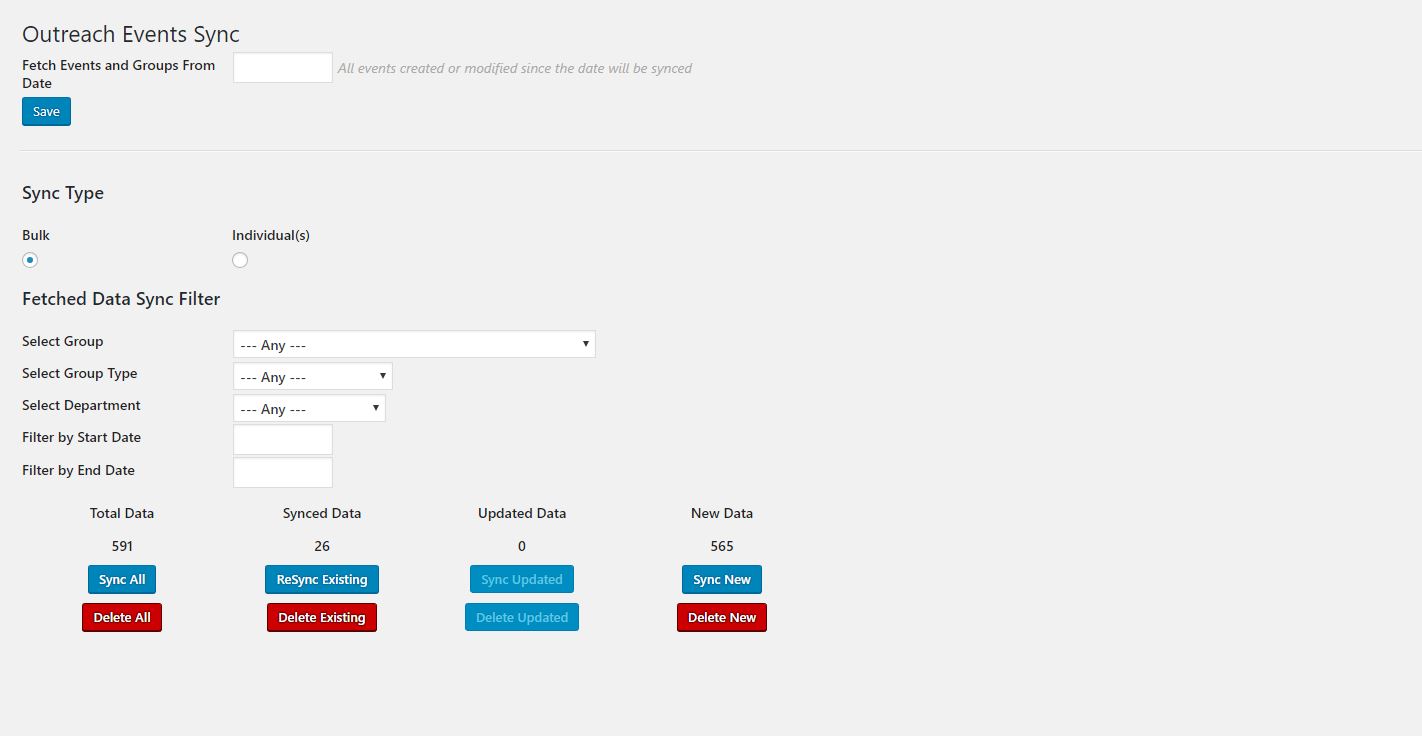 Outreach Events Sync
Fetch Events and Groups From Date
All events created or modified since the date will be synced
Save
Sync Type
Bulk Individual(s)
Fetched Data Sync Filter
Select Group --- Any ---
Select Group Type --- Any ---
Select Department --- Any ---
Filter by Start Date
Filter by End Date
Total Data Synced Data Updated Data New Data
591 26 0 565
Sync All ReSync Existing Sync Updated Sync New
Delete All Delete Existing Delete Updated Delete New